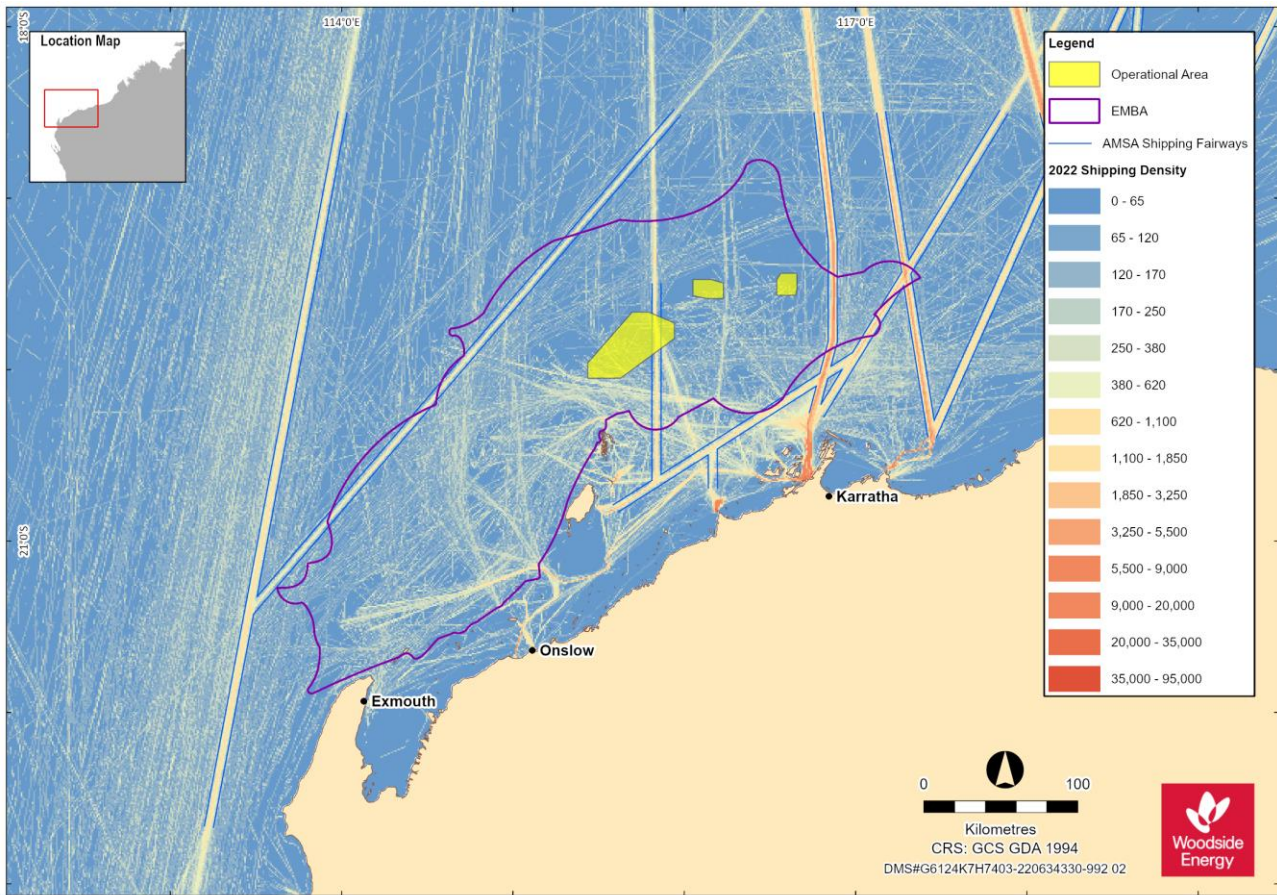 114°0'E
117°0'E
18°0'S
21°0'S
Location Map
Legend
Operational Area
EMBA
AMSA Shipping Fairways
2022 Shipping Density
0 - 65
65 - 120
120 - 170
170 - 250
250 - 380
380 - 620
620 - 1,100
1,100 - 1,850
1,850 - 3,250
3,250 - 5,500
5,500 - 9,000
9,000 - 20,000
20,000 - 35,000
35,000 - 95,000
Karratha
Onslow
Exmouth
0 100
Kilometres
CRS: GCS GDA 1994
DMS#G6124K7H7403-220634330-992 02
Woodside
Energy